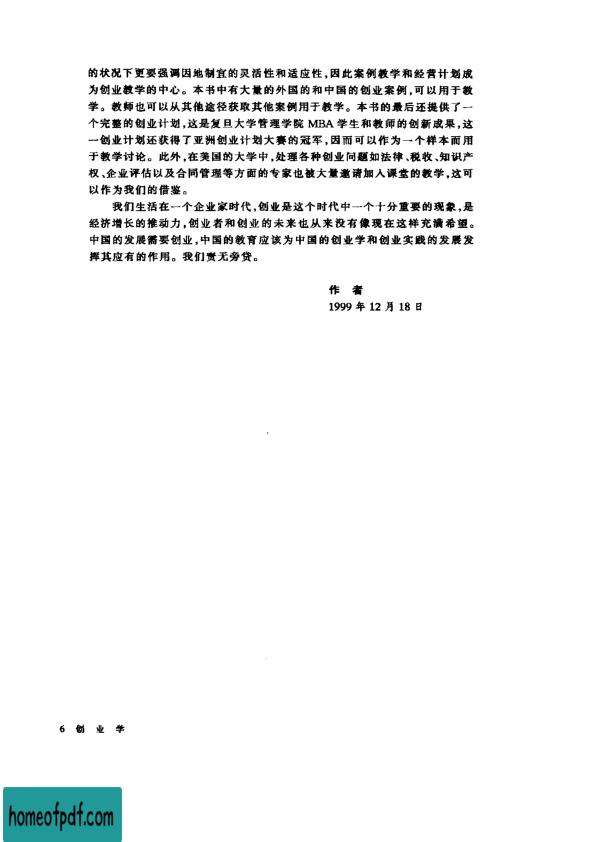 的状况下更要强调因地制宜的灵活性和适应性,因此案例教学和经营计划成
为创业教学的中心。本书中有大量的外国的和中国的创业案例,可以用于教
学。教师也可以从其他途径获取其他案例用于教学。本书的最后还提供了一
个完整的创业计划,这是复旦大学管理学院 MBA 学生和教师的创新成果,这
一创业计划还获得了亚洲创业计划大赛的冠军,因而可以作为一个样本而用
于教学讨论。此外,在美国的大学中,处理各种创业问题如法律、税收、知识产
权、企业评估以及合同管理等方面的专家也被大量邀请加入课堂的教学,这可
以作为我们的借鉴。
我们生活在一个企业家时代,创业是这个时代中一个十分重要的现象,是
经济增长的推动力,创业者和创业的未来也从来没有像现在这样充满希望。
中国的发展需要创业,中国的教育应该为中国的创业学和创业实践的发展发
挥其应有的作用。我们责无旁贷。
作 者
1999 年 12 月 18 日
6 创 业 学
homeofpdf.com